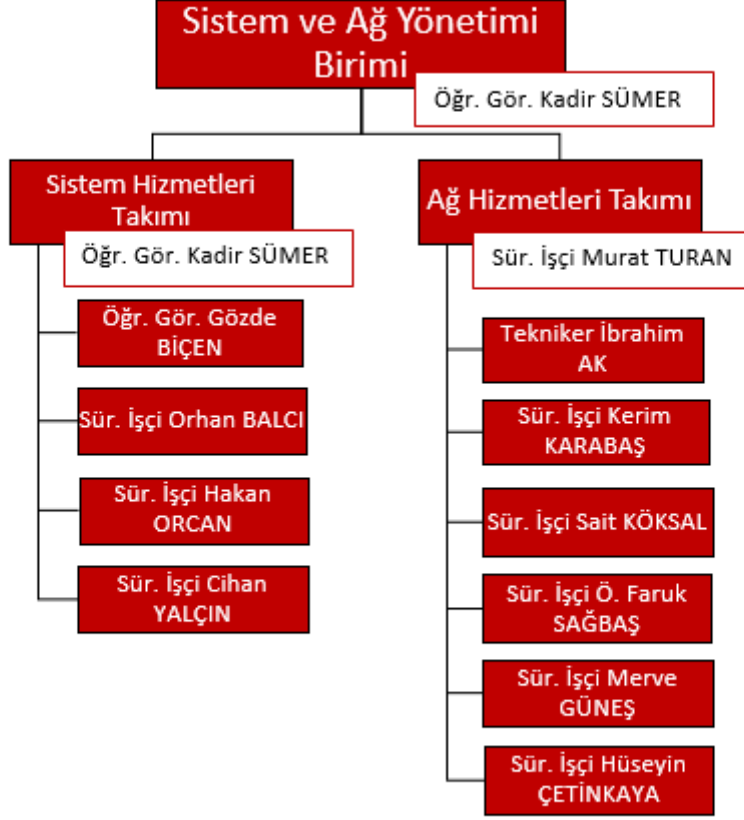 Sistem ve Ağ Yönetimi
Birimi
Öğr. Gör. Kadir SÜMER
Sistem Hizmetleri
Takımı
Öğr. Gör. Kadir SÜMER
Öğr. Gör. Gözde
BİÇEN
Sür. İşçi Orhan BALCI
Sür. İşçi Hakan
ORCAN
Sür. İşçi Cihan
YALÇIN
Ağ Hizmetleri Takımı
Sür. İşçi Murat TURAN
Tekniker İbrahim
AK
Sür. İşçi Kerim
KARABAŞ
Sür. İşçi Sait KÖKSAL
Sür. İşçi Ö. Faruk
SAĞBAŞ
Sür. İşçi Merve
GÜNEŞ
Sür. İşçi Hüseyin
ÇETİNKAYA